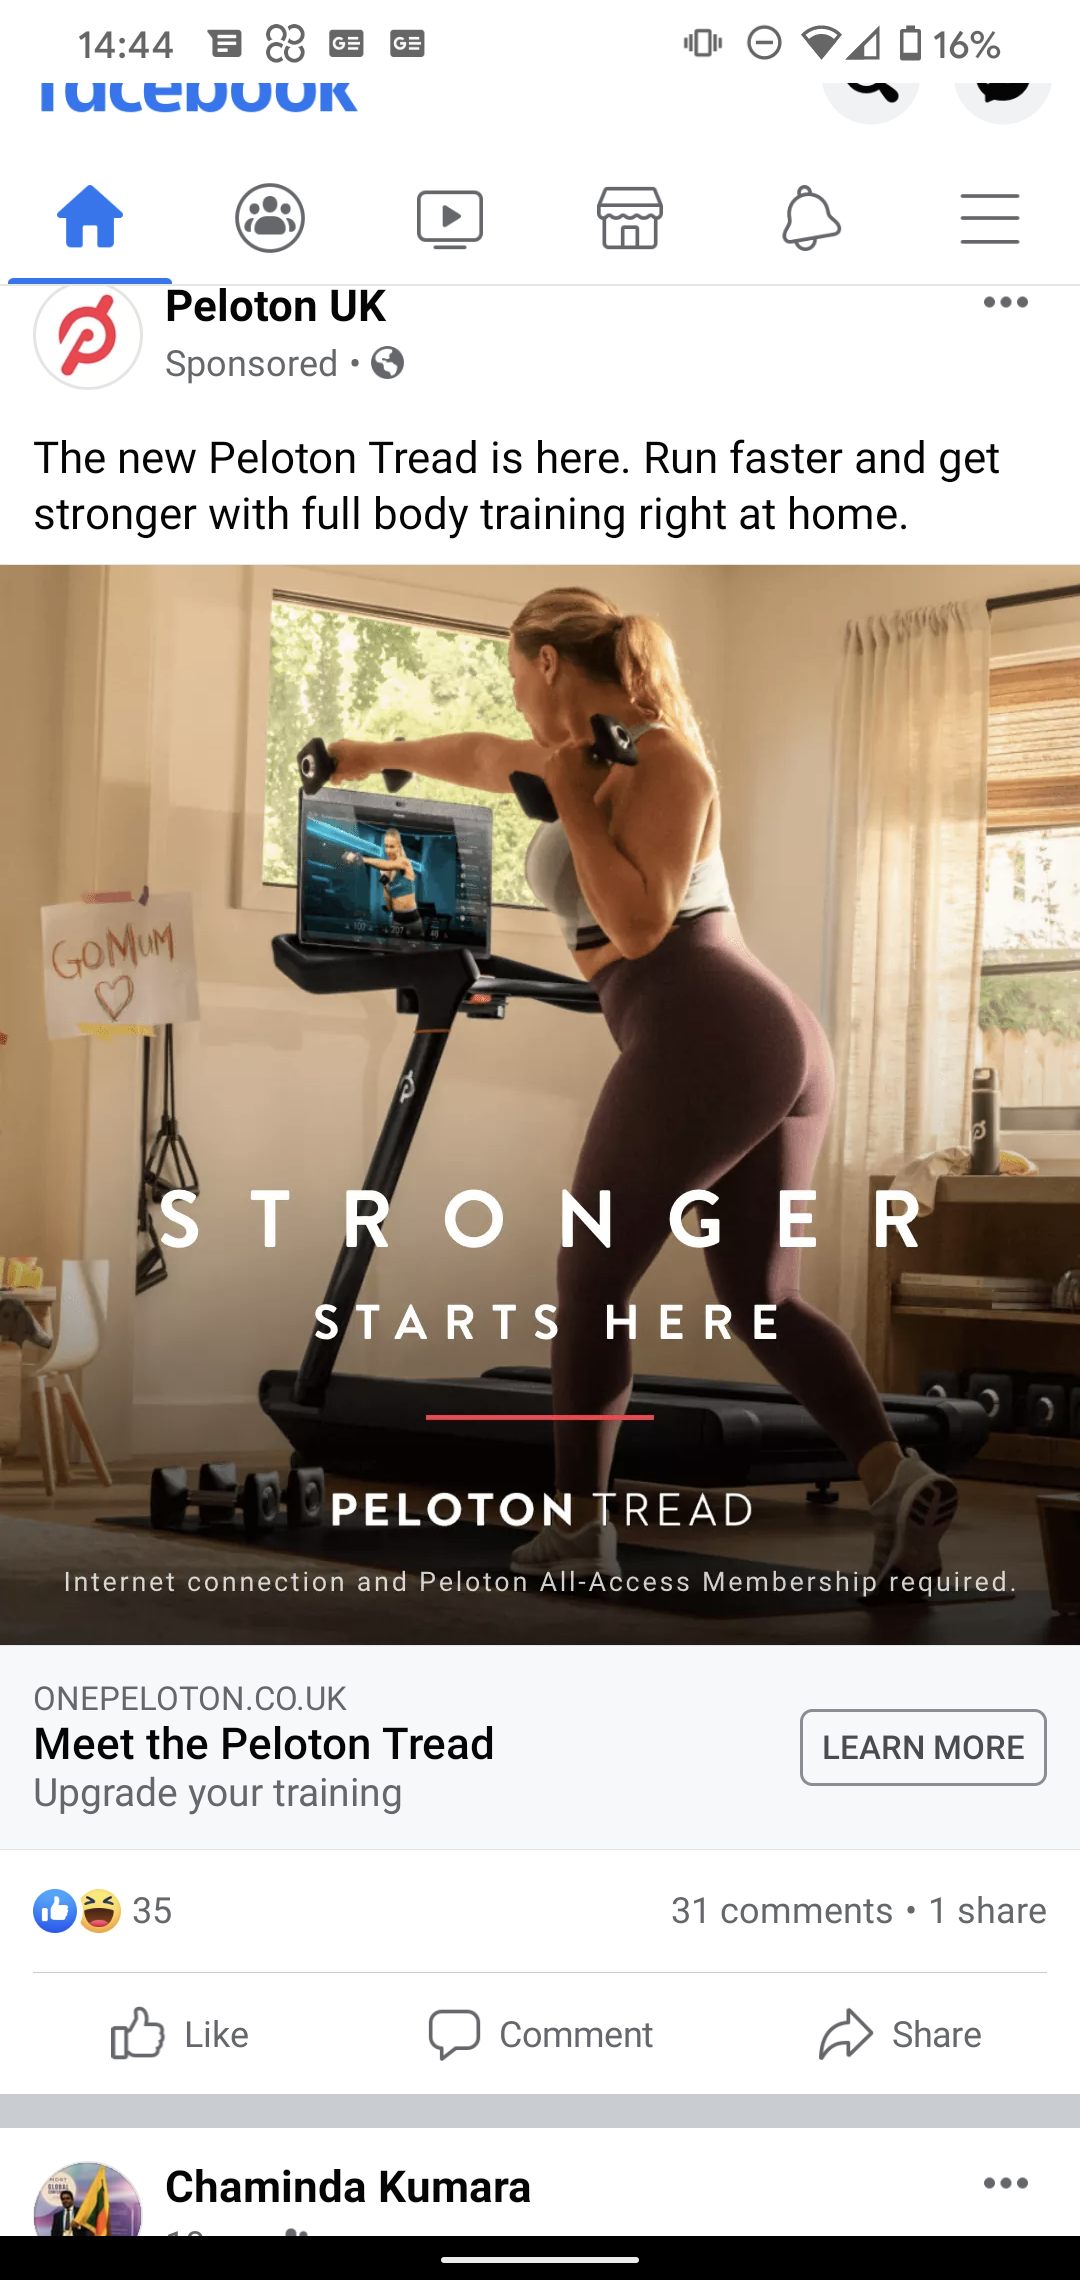 14:44
GE
GE
16%
facebook
Peloton UK
Sponsored •
The new Peloton Tread is here. Run faster and get
stronger with full body training right at home.
GO MUM
STRONGER
STARTS HERE
PELOTON TREAD
Internet connection and Peloton All-Access Membership required.
ONEPELOTON.CO.UK
Meet the Peloton Tread
Upgrade your training
LEARN MORE
35
31 comments • 1 share
Like
Comment
Share
Chaminda Kumara